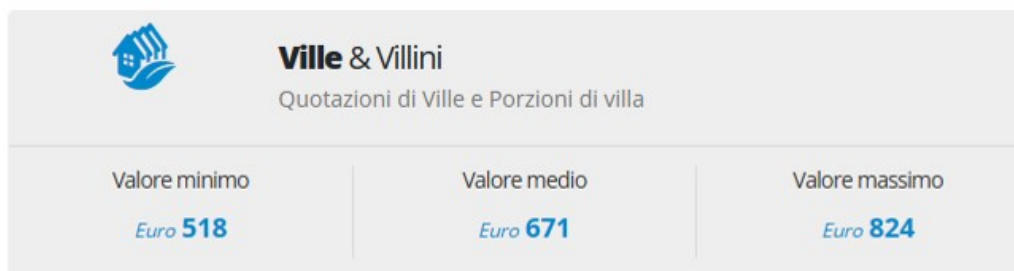 Ville & Villini
Quotazioni di Ville e Porzioni di villa
Valore minimo Valore medio Valore massimo
Euro 518 Euro 671 Euro 824